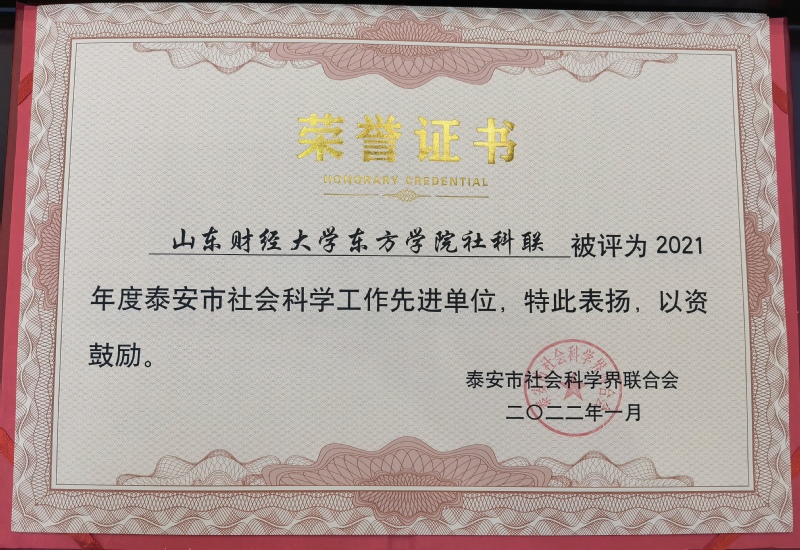 荣誉证书
HONORARY CREDENTIAL
山东财经大学东方学院社科联 被评为 2021
年度泰安市社会科学工作先进单位，特此表扬，以资
鼓励。
泰安市社会科学界联合会
二〇二二年一月